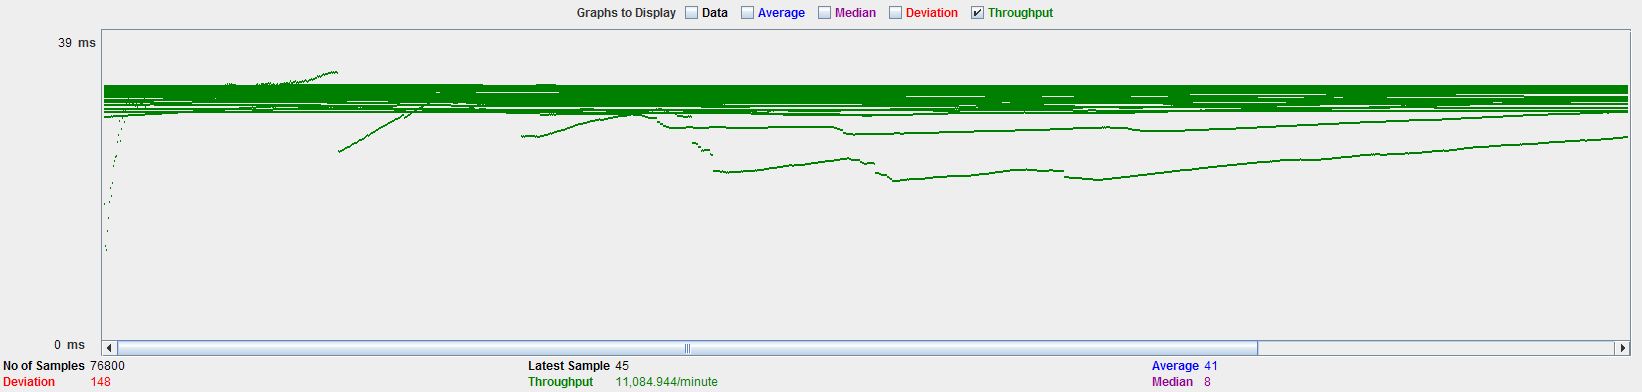 Graphs to Display Data Average Median Deviation Throughput
39 ms
0 ms
No of Samples 76800 Latest Sample 45 Average 41
Deviation 148 Throughput 11,084.944/minute Median 8